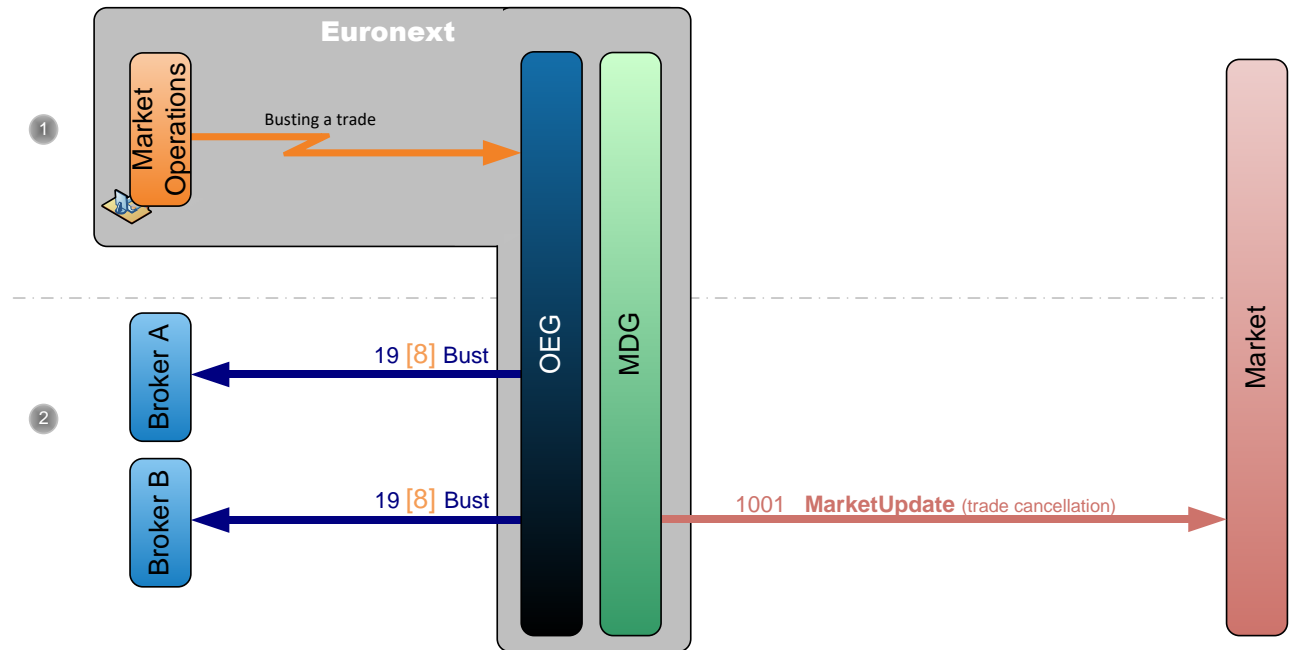 Euronext
1
Market
Operations
Busting a trade
OEG
MDG
Market
2
Broker A
19 [8] Bust
Broker B
19 [8] Bust
1001 MarketUpdate (trade cancellation)